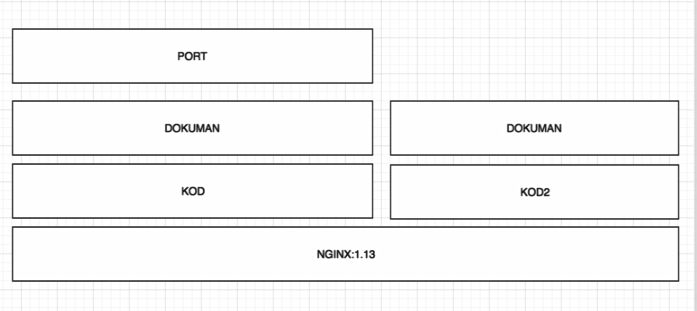 PORT
DOKUMAN
DOKUMAN
KOD
KOD2
NGINX:1.13